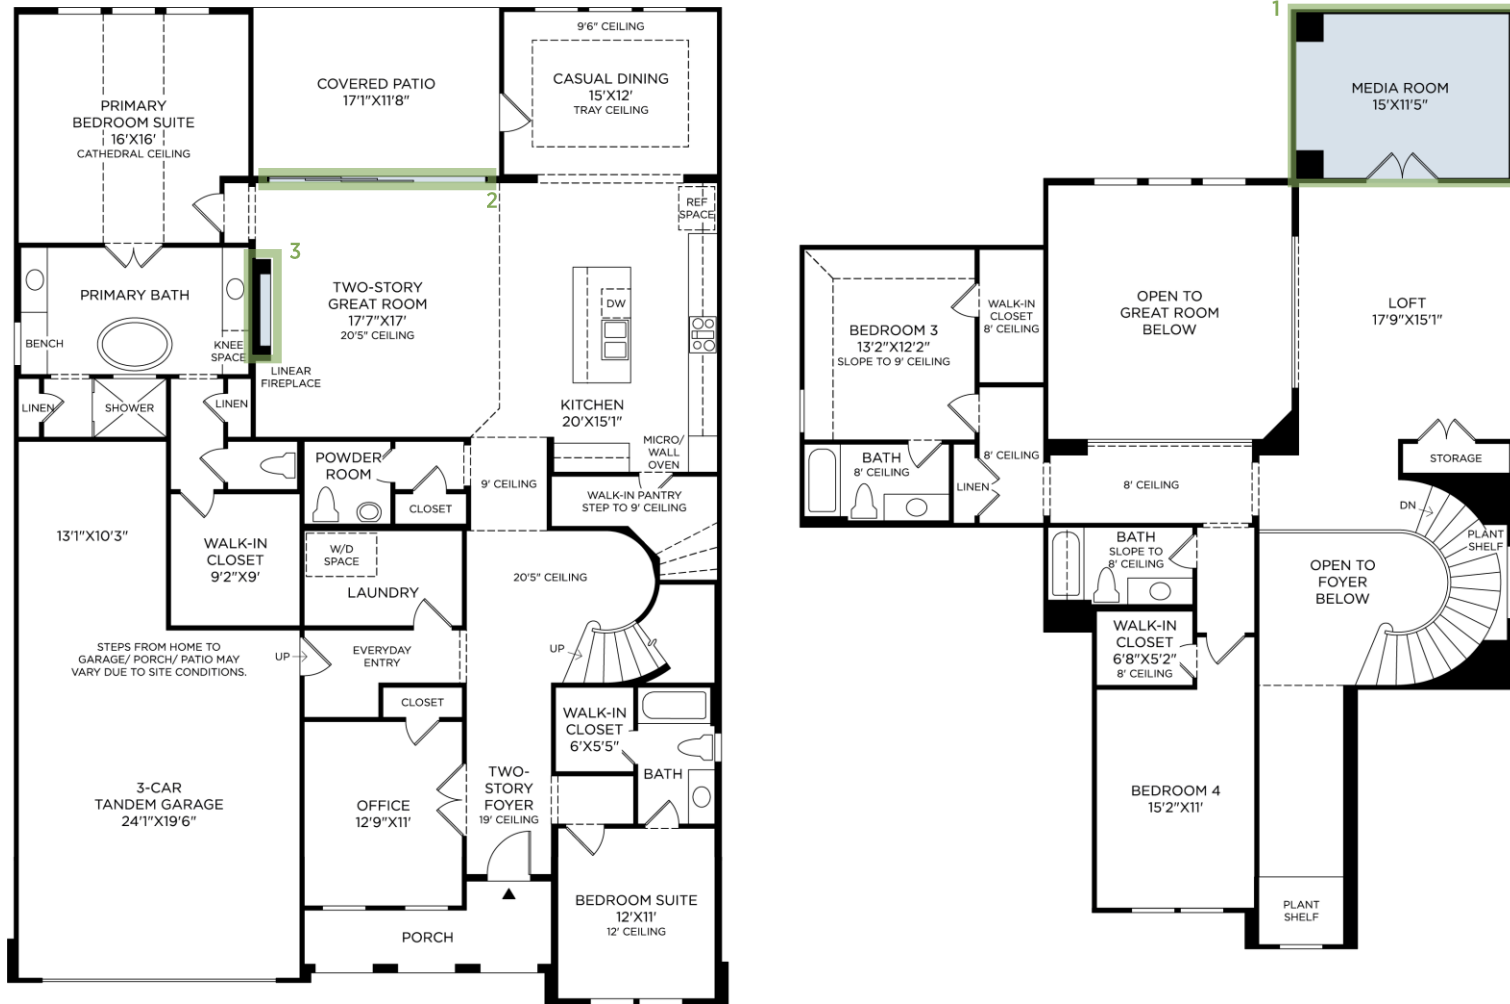 PRIMARY
BEDROOM SUITE
16'X16'
CATHEDRAL CEILING
COVERED PATIO
17'1"X11'8"
9'6" CEILING
CASUAL DINING
15'X12'
TRAY CEILING
2
REF
SPACE
3
PRIMARY BATH
BENCH
KNEE
SPACE
TWO-STORY
GREAT ROOM
17'7"X17'
20'5" CEILING
LINEAR
FIREPLACE
DW
KITCHEN
20'X15'1"
MICRO/
WALL
OVEN
LINEN
SHOWER
LINEN
POWDER
ROOM
CLOSET
9' CEILING
WALK-IN PANTRY
STEP TO 9' CEILING
13'1"X10'3"
WALK-IN
CLOSET
9'2"X9'
W/D
SPACE
LAUNDRY
20'5" CEILING
STEPS FROM HOME TO
GARAGE/ PORCH/ PATIO MAY
VARY DUE TO SITE CONDITIONS.
UP
EVERYDAY
ENTRY
UP
CLOSET
WALK-IN
CLOSET
6'X5'5"
BATH
3-CAR
TANDEM GARAGE
24'1"X19'6"
OFFICE
12'9"X11'
TWO-
STORY
FOYER
19' CEILING
BEDROOM SUITE
12'X11'
12' CEILING
PORCH
1
MEDIA ROOM
15'X11'5"
OPEN TO
GREAT ROOM
BELOW
LOFT
17'9"X15'1"
BEDROOM 3
13'2"X12'2"
SLOPE TO 9' CEILING
WALK-IN
CLOSET
8' CEILING
BATH
8' CEILING
LINEN
8' CEILING
8' CEILING
STORAGE
DN
PLANT
SHELF
BATH
SLOPE TO
8' CEILING
OPEN TO
FOYER
BELOW
WALK-IN
CLOSET
6'8"X5'2"
8' CEILING
BEDROOM 4
15'2"X11'
PLANT
SHELF